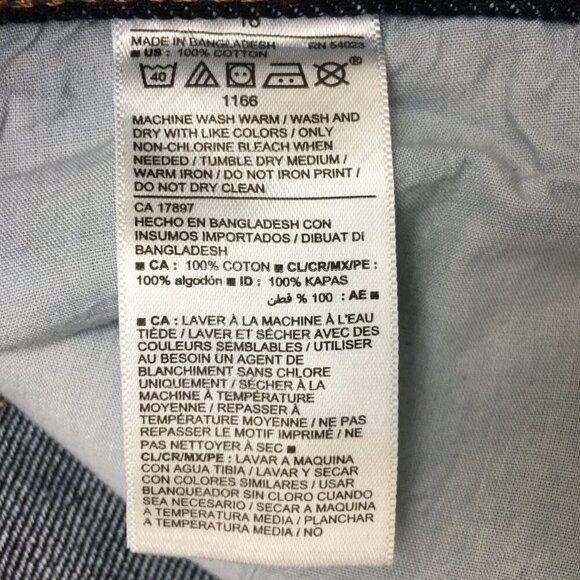 16
MADE IN BANGLADESH RN 54023
■ US: 100% COTTON
40 ®
1166
MACHINE WASH WARM / WASH AND
DRY WITH LIKE COLORS / ONLY
NON-CHLORINE BLEACH WHEN
NEEDED / TUMBLE DRY MEDIUM /
WARM IRON / DO NOT IRON PRINT /
DO NOT DRY CLEAN
CA 17897
HECHO EN BANGLADESH CON
INSUMOS IMPORTADOS / DIBUAT DI
BANGLADESH
■ CA : 100% COTON ■ CL/CR/MX/PE :
100% algodón ■ ID : 100% KAPAS
■ AE : 100 % قطن
■ CA : LAVER À LA MACHINE À L'EAU
TIÈDE / LAVER ET SÉCHER AVEC DES
COULEURS SEMBLABLES / UTILISER
AU BESOIN UN AGENT DE
BLANCHIMENT SANS CHLORE
UNIQUEMENT / SÉCHER À LA
MACHINE À TEMPÉRATURE
MOYENNE / REPASSER À
TEMPÉRATURE MOYENNE / NE PAS
REPASSER LE MOTIF IMPRIMÉ / NE
PAS NETTOYER À SEC ■
CL/CR/MX/PE : LAVAR A MAQUINA
CON AGUA TIBIA / LAVAR Y SECAR
CON COLORES SIMILARES / USAR
BLANQUEADOR SIN CLORO CUANDO
SEA NECESARIO / SECAR A MAQUINA
A TEMPERATURA MEDIA / PLANCHAR
A TEMPERATURA MEDIA / NO